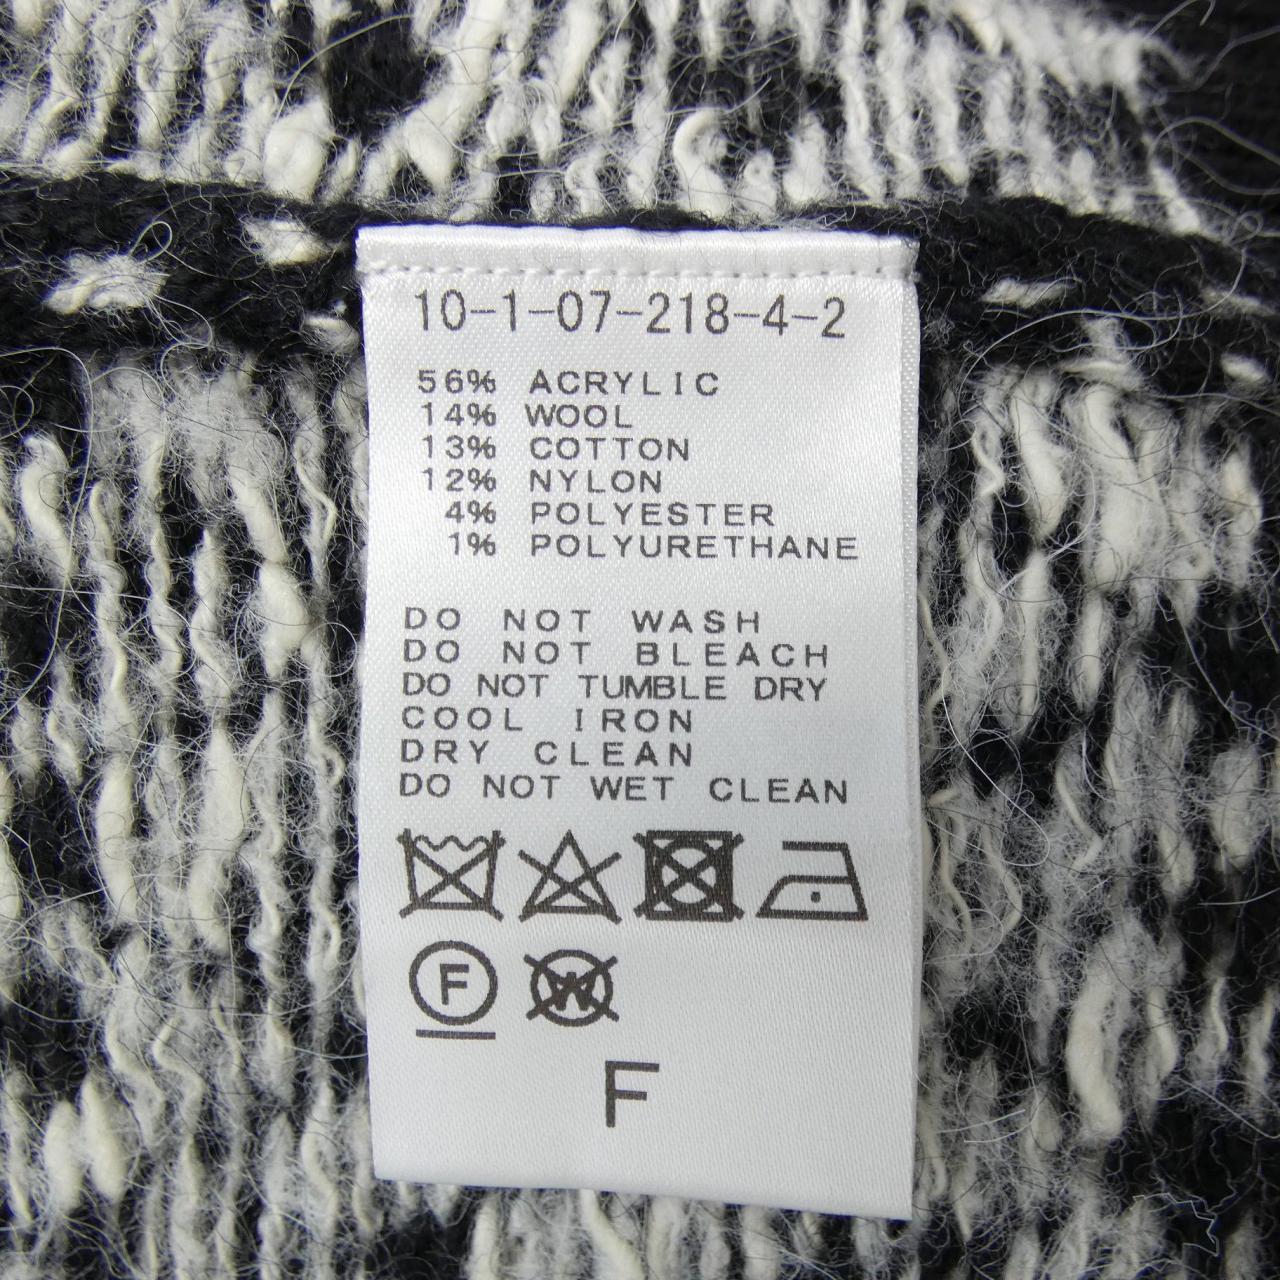 10-1-07-218-4-2
56% ACRYLIC
14% WOOL
13% COTTON
12% NYLON
4% POLYESTER
1% POLYURETHANE
DO NOT WASH
DO NOT BLEACH
DO NOT TUMBLE DRY
COOL IRON
DRY CLEAN
DO NOT WET CLEAN
F W
F